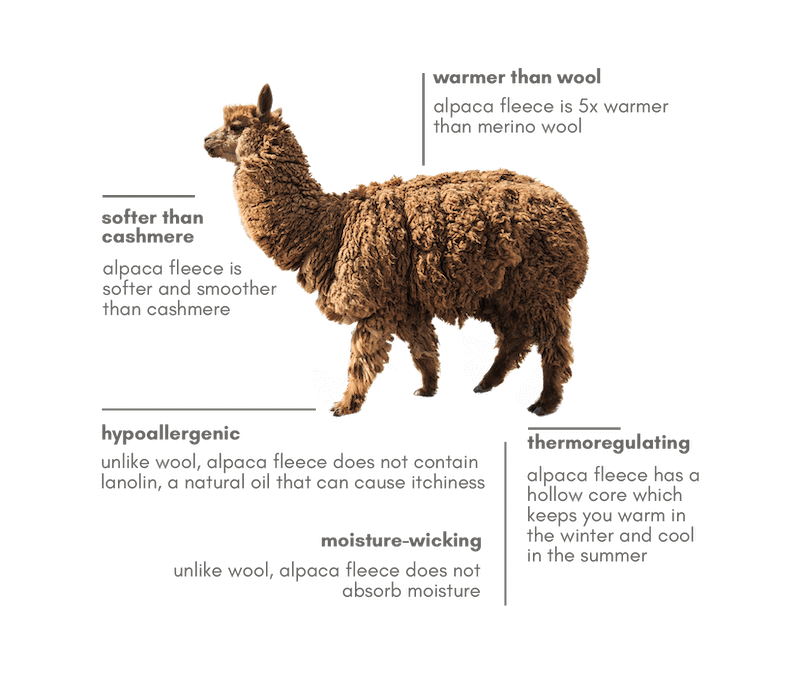 warmer than wool
alpaca fleece is 5x warmer
than merino wool
softer than
cashmere
alpaca fleece is
softer and smoother
than cashmere
hypoallergenic
unlike wool, alpaca fleece does not contain
lanolin, a natural oil that can cause itchiness
thermoregulating
alpaca fleece has a
hollow core which
keeps you warm in
the winter and cool
in the summer
moisture-wicking
unlike wool, alpaca fleece does not
absorb moisture